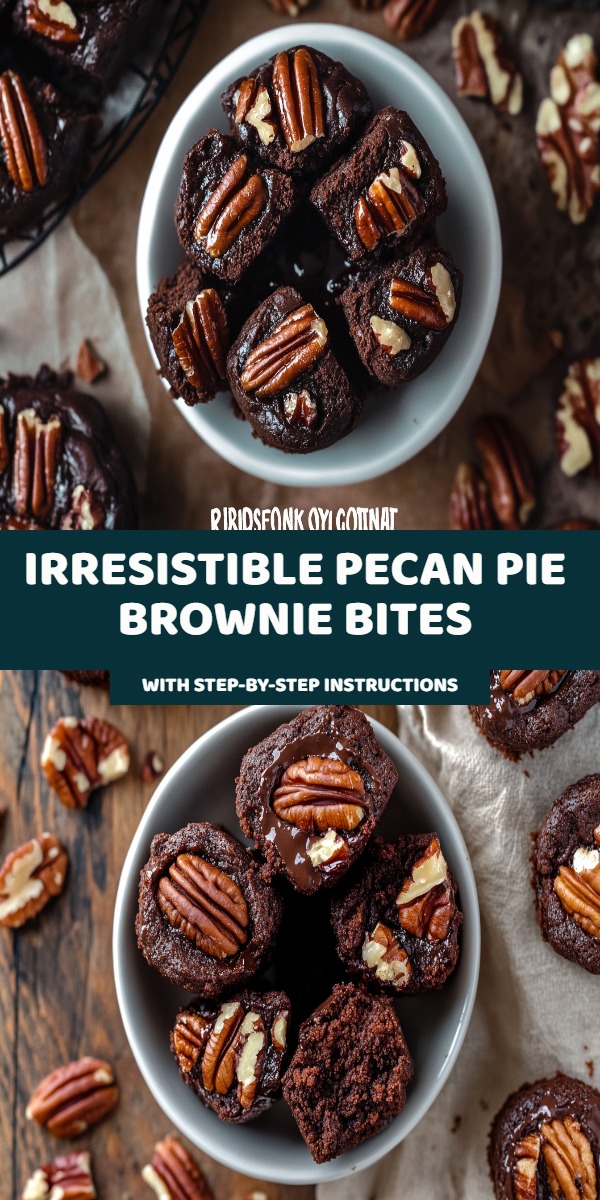 IRRESISTIBLE PECAN PIE
BROWNIE BITES
WITH STEP-BY-STEP INSTRUCTIONS